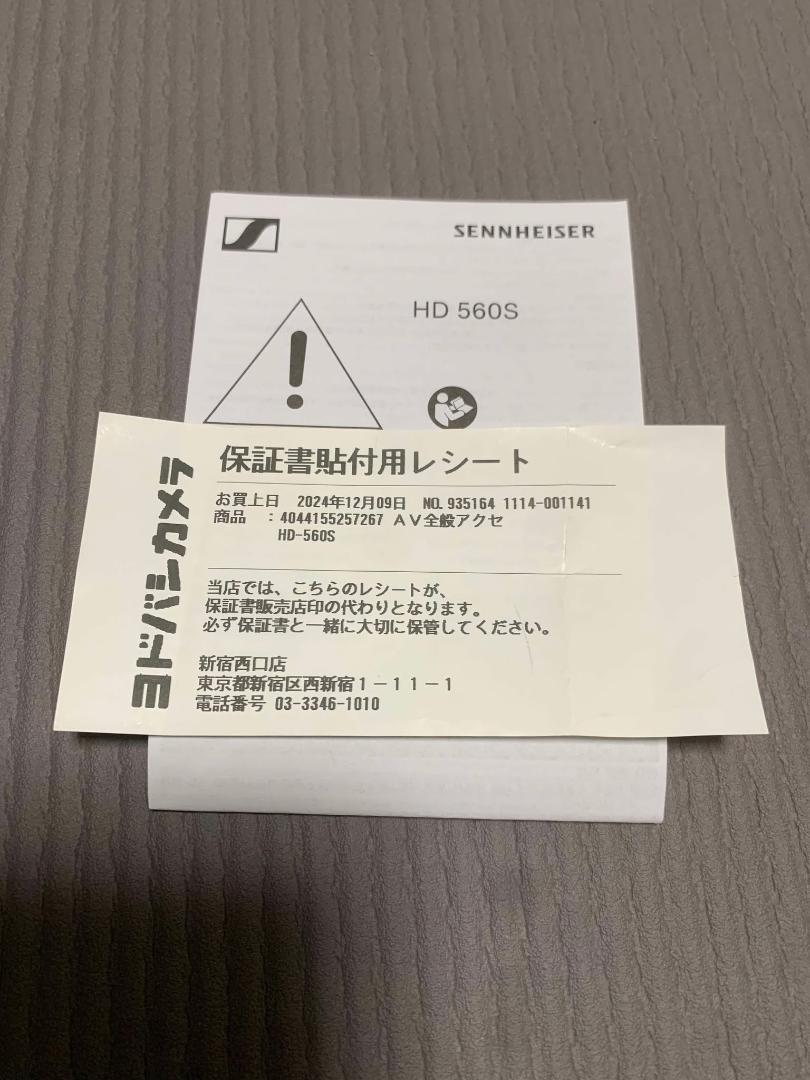 SENNHEISER
HD 560S
ヨドバシカメラ
保証書貼付用レシート
お買上日 2024年12月09日 NO. 935164 1114-001141
商品 : 4044155257267 AV全般アクセ
HD-560S
当店では、こちらのレシートが、
保証書販売店印の代わりとなります。
必ず保証書と一緒に大切に保管してください。
新宿西口店
東京都新宿区西新宿1-11-1
電話番号 03-3346-1010